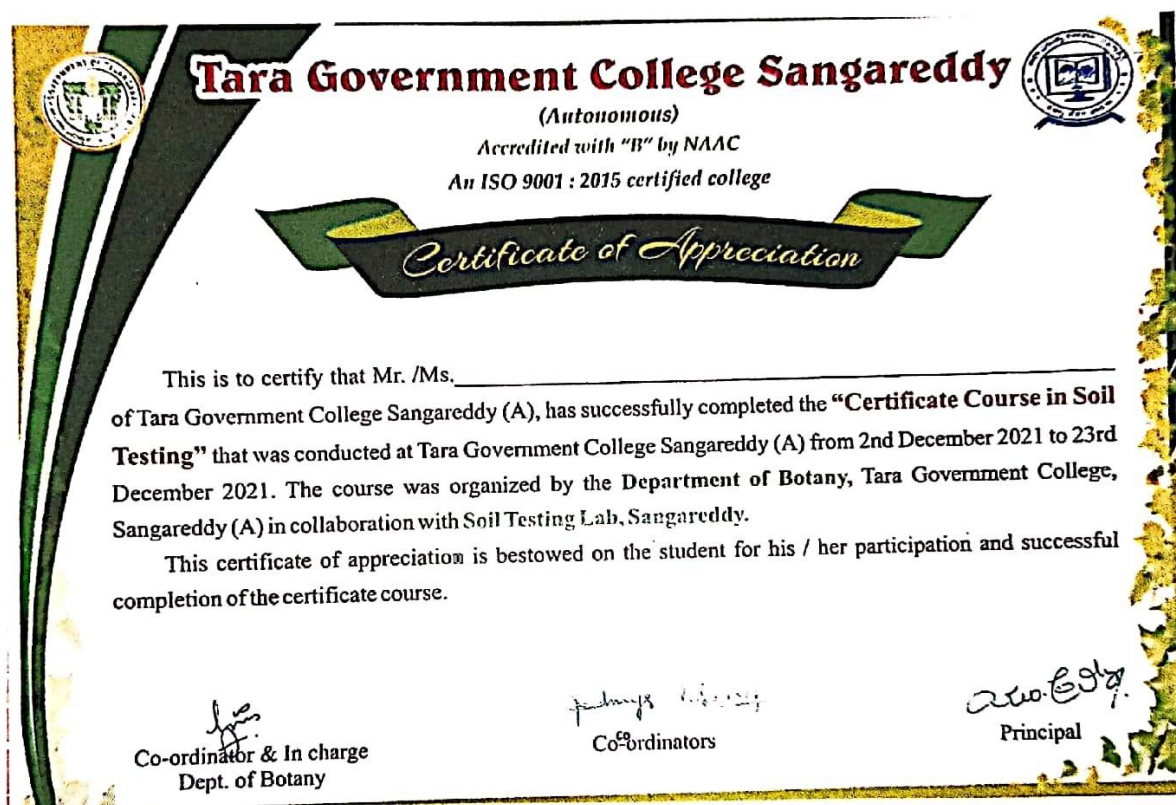 Tara Government College Sangareddy
(Autonomous)
Accredited with "B" by NAAC
An ISO 9001 : 2015 certified college
Certificate of Appreciation
This is to certify that Mr. /Ms.
of Tara Government College Sangareddy (A), has successfully completed the “Certificate Course in Soil
Testing” that was conducted at Tara Government College Sangareddy (A) from 2nd December 2021 to 23rd
December 2021. The course was organized by the Department of Botany, Tara Government College,
Sangareddy (A) in collaboration with Soil Testing Lab, Sangareddy.
This certificate of appreciation is bestowed on the student for his / her participation and successful
completion of the certificate course.
Co-ordinator & In charge
Dept. of Botany
Co-ordinators
Principal